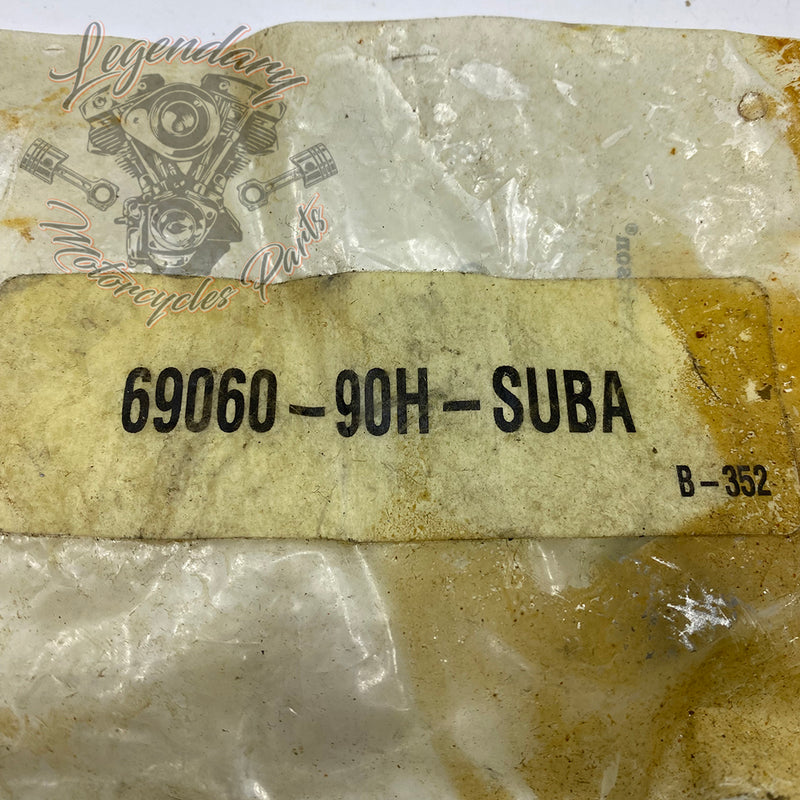 Legendary
Motorcycles Parts
69060-90H-SUBA
B-352